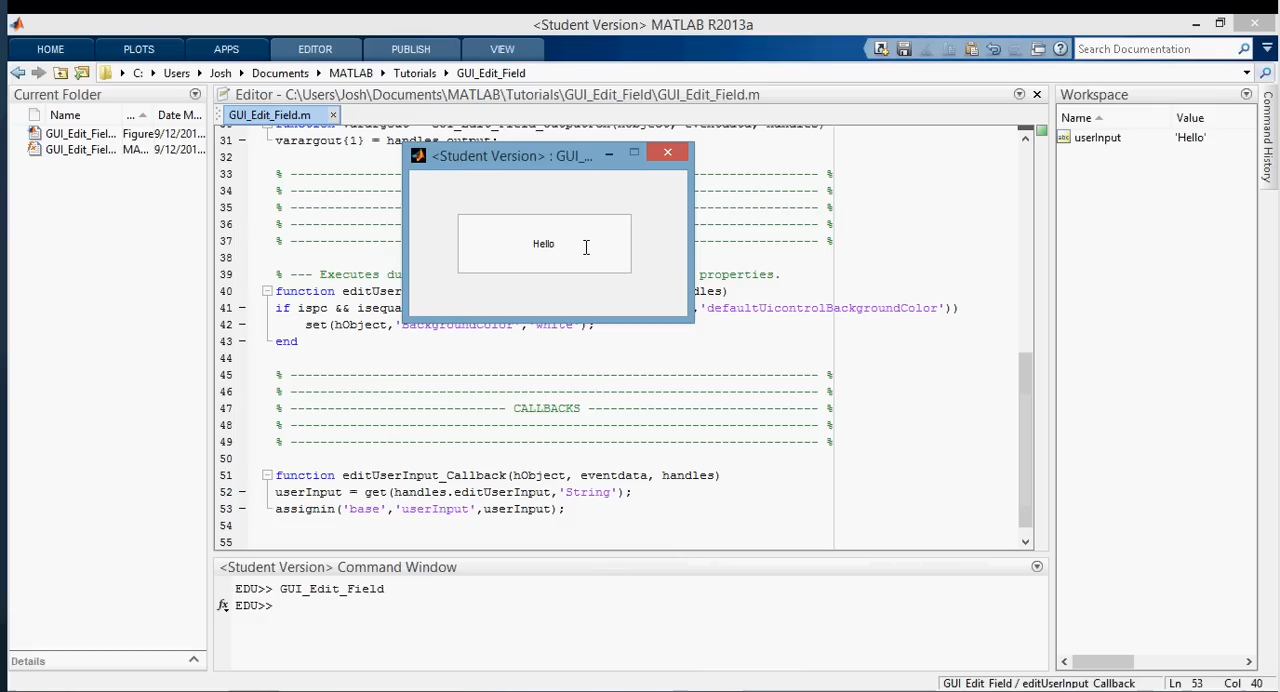 <Student Version> MATLAB R2013a
HOME PLOTS APPS EDITOR PUBLISH VIEW
Search Documentation
C: Users Josh Documents MATLAB Tutorials GUI_Edit_Field
Current Folder
Name ... Date M...
GUI_Edit_Fiel... Figure9/12/201...
GUI_Edit_Fiel... MA... 9/12/201...
Details
Editor - C:\Users\Josh\Documents\MATLAB\Tutorials\GUI_Edit_Field\GUI_Edit_Field.m
GUI_Edit_Field.m
31 varargout{1} = handles.output;
32
33 % ---------- %
34 % ---------- %
35 % ---------- %
36 % ---------- %
37 % ---------- %
38
39 % --- Executes du properties.
40 function editUser dles)
41 if ispc && isequa ,'defaultUicontrolBackgroundColor'))
42 set(hObject,'BackgroundColor','white');
43 end
44
45 % ---------- %
46 % ---------- %
47 % ---------- CALLBACKS ---------- %
48 % ---------- %
49 % ---------- %
50
51 function editUserInput_Callback(hObject, eventdata, handles)
52 userInput = get(handles.editUserInput,'String');
53 assignin('base','userInput',userInput);
54
55
<Student Version> : GUI_...
Hello
<Student Version> Command Window
EDU>> GUI_Edit_Field
fx EDU>>
Workspace
Name Value
abc userInput 'Hello'
Command History
GUI Edit Field / editUserInput Callback Ln 53 Col 40